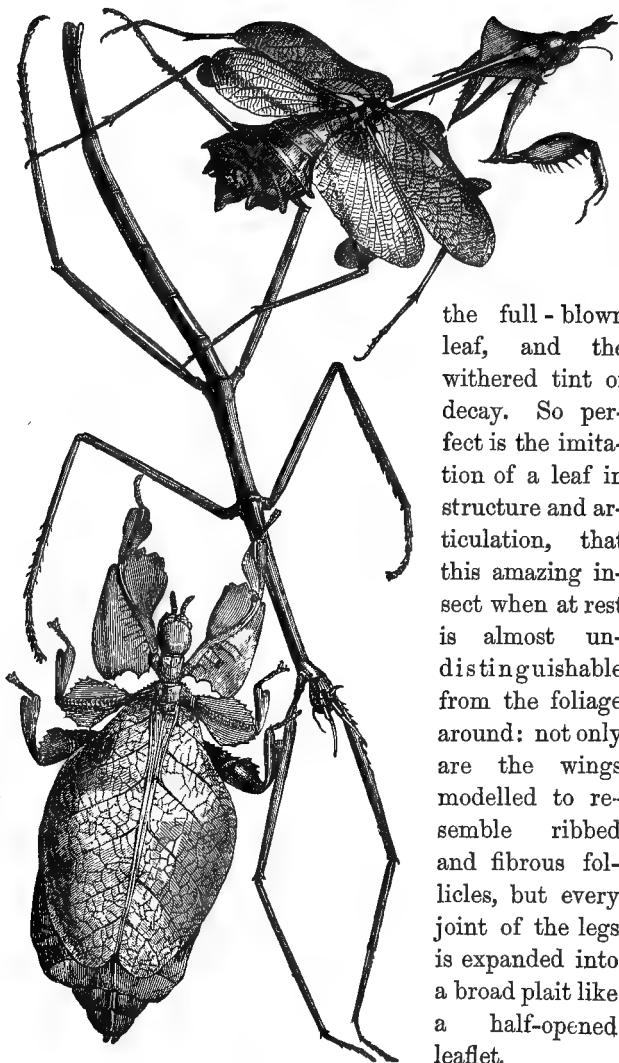 the full - blown
leaf, and the
withered tint of
decay. So per-
fect is the imita-
tion of a leaf in
structure and ar-
ticulation, that
this amazing in-
sect when at rest
is almost un-
distinguishable
from the foliage
around: not only
are the wings
modelled to re-
semble ribbed
and fibrous fol-
licles, but every
joint of the legs
is expanded into
a broad plait like
a half-opened
leaflet.